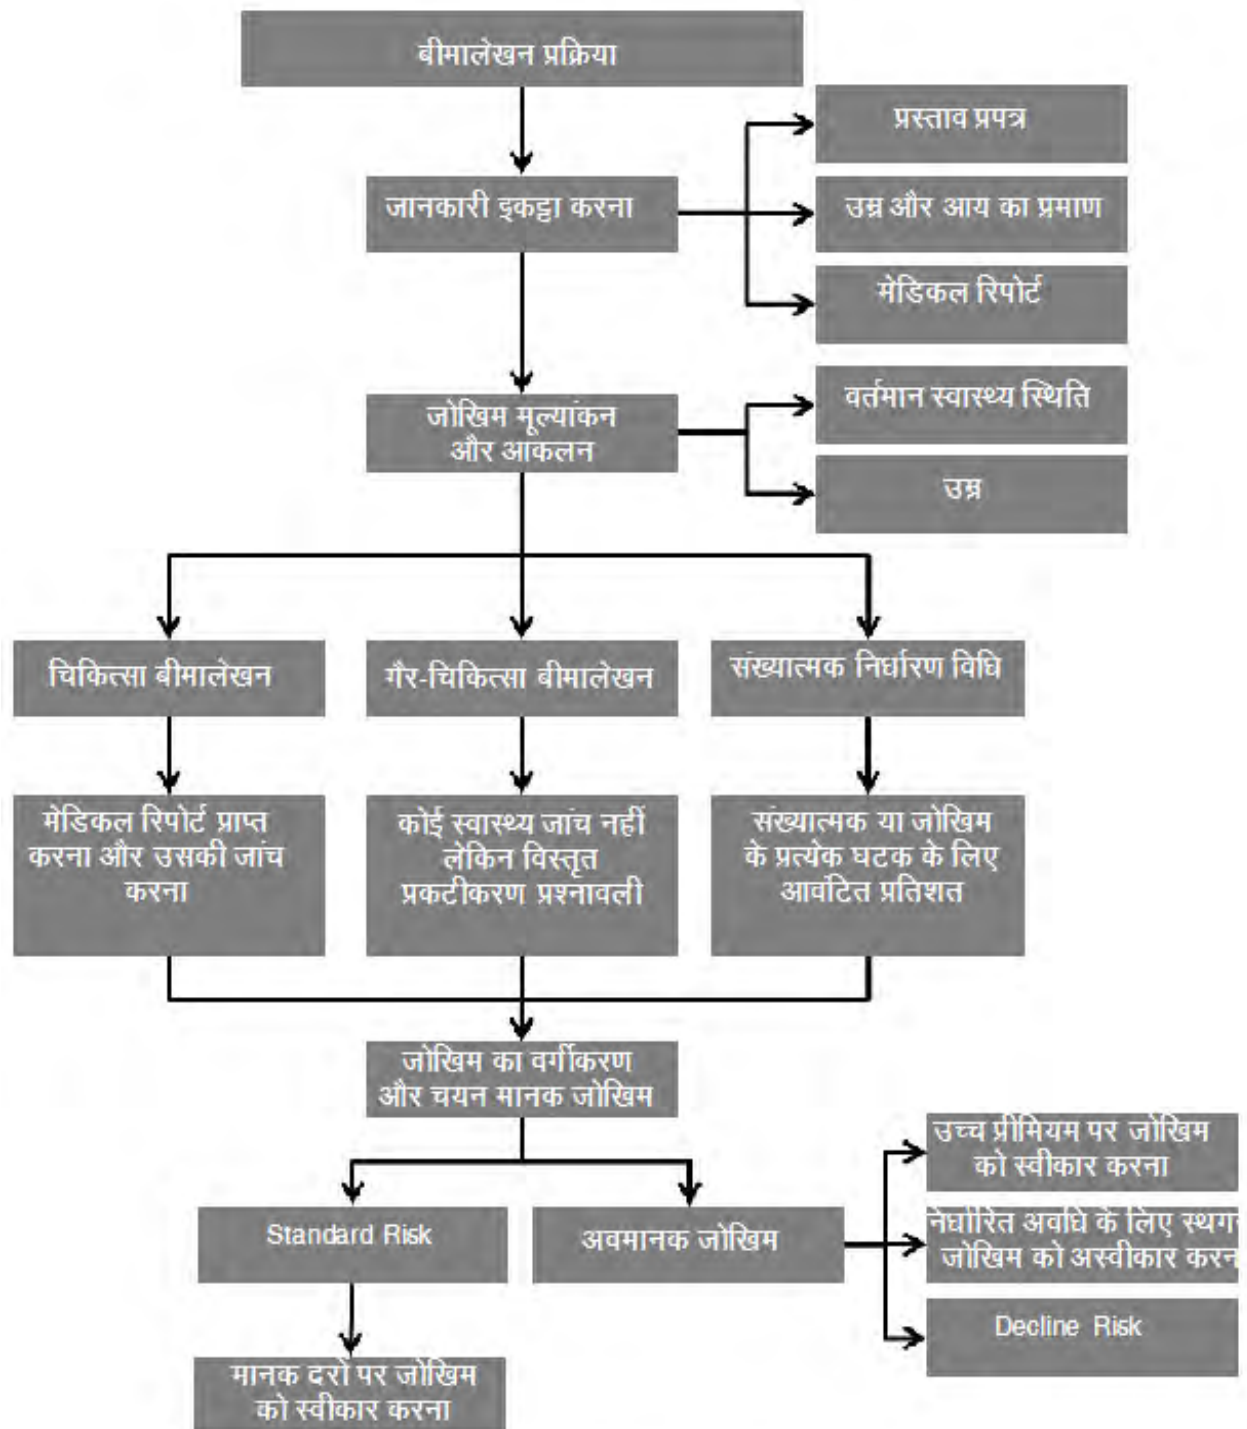 बीमालेखन प्रक्रिया
प्रस्ताव प्रपत्र
जानकारी इकट्ठा करना
उम्र और आय का प्रमाण
मेडिकल रिपोर्ट
वर्तमान स्वास्थ्य स्थिति
जोखिम मूल्यांकन
और आकलन
उम्र
चिकित्सा बीमालेखन
गैर-चिकित्सा बीमालेखन
संख्यात्मक निर्धारण विधि
मेडिकल रिपोर्ट प्राप्त
करना और उसकी जांच
करना
कोई स्वास्थ्य जांच नहीं
लेकिन विस्तृत
प्रकटीकरण प्रश्नावली
संख्यात्मक या जोखिम
के प्रत्येक घटक के लिए
आवंटित प्रतिशत
जोखिम का वर्गीकरण
और चयन मानक जोखिम
उच्च प्रीमियम पर जोखिम
को स्वीकार करना
Standard Risk
अवमानक जोखिम
अवधि के लिए
जोखिम को अस्वीकार
Decline Risk
मानक दरों पर जोखिम
को स्वीकार करना